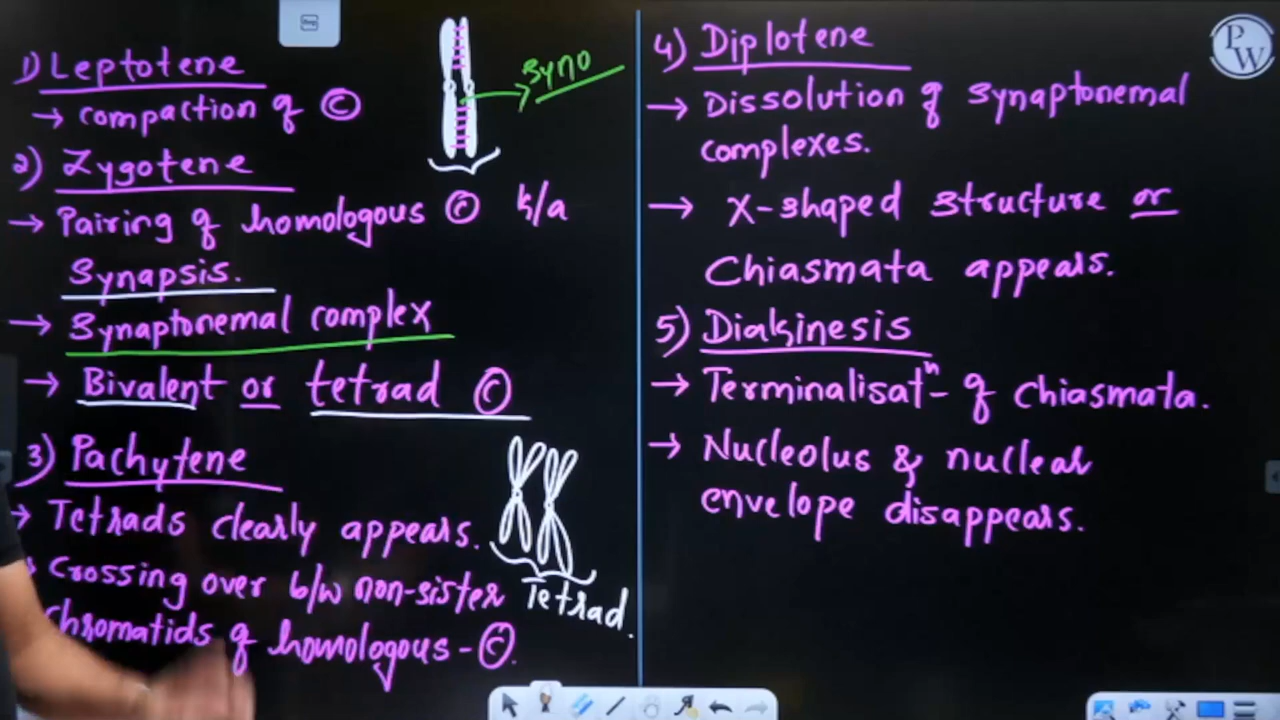 1) Leptotene
→ compaction of ©
2) Zygotene
→ Pairing of homologous © k/a
Synapsis.
→ Synaptonemal complex
→ Bivalent or tetrad ©
3) Pachytene
→ Tetrads clearly appears.
→ Crossing over b/w non-sister
Chromatids of homologous - ©.
Syno
Tetrad.
4) Diplotene
→ Dissolution of synaptonemal
complexes.
→ X-shaped structure or
Chiasmata appears.
5) Diakinesis
→ Terminalisatⁿ- of Chiasmata.
→ Nucleolus & nuclear
envelope disappears.
PW